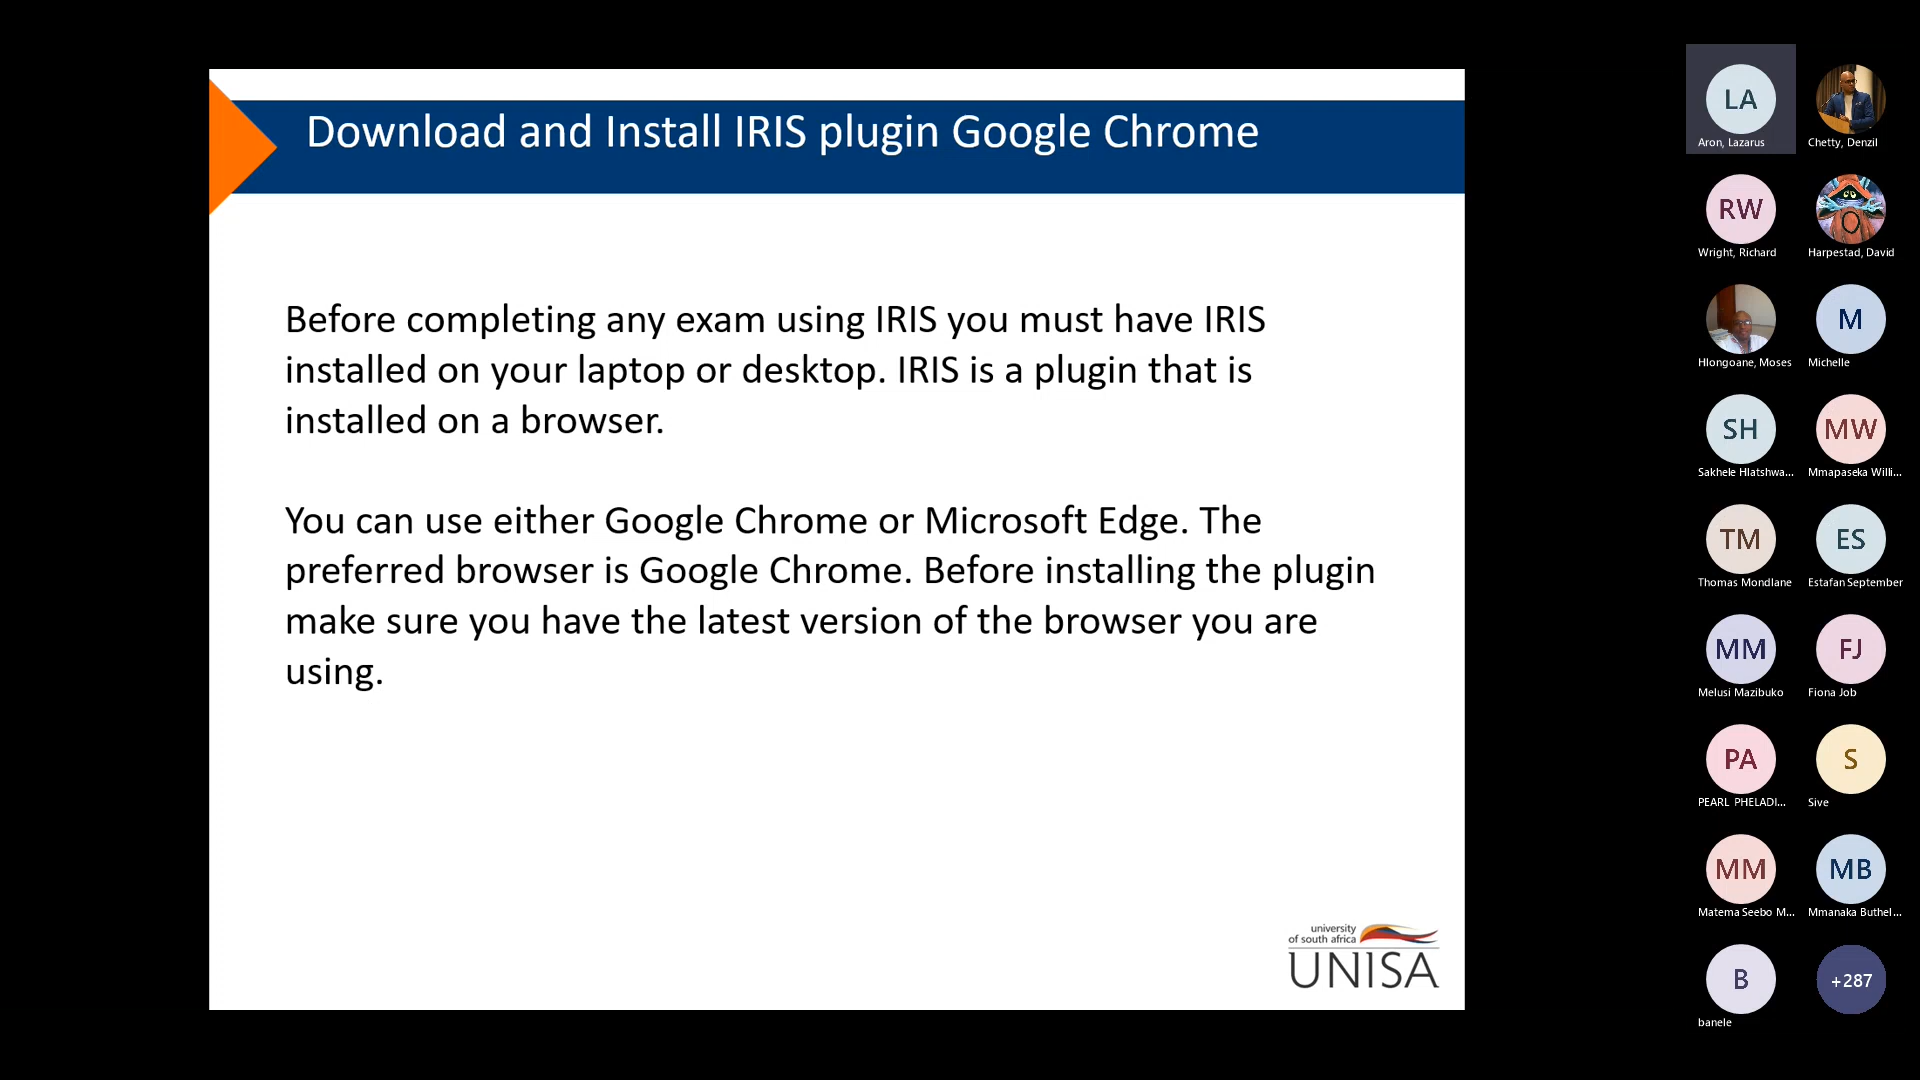 Download and Install IRIS plugin Google Chrome
Before completing any exam using IRIS you must have IRIS
installed on your laptop or desktop. IRIS is a plugin that is
installed on a browser.
You can use either Google Chrome or Microsoft Edge. The
preferred browser is Google Chrome. Before installing the plugin
make sure you have the latest version of the browser you are
using.
university
of south africa
UNISA
LA
Aron, Lazarus
Chetty, Denzil
RW
Wright, Richard
Harpestad, David
Hlongoane, Moses
M
Michelle
SH
MW
Sakhele Hlatshwa...
Mmapaseka Willi...
TM
ES
Thomas Mondlane
Estafan September
MM
FJ
Melusi Mazibuko
Fiona Job
PA
S
PEARL PHELADI...
Sive
MM
MB
Matema Seebo M...
Mmanaka Buthel...
B
+287
banele